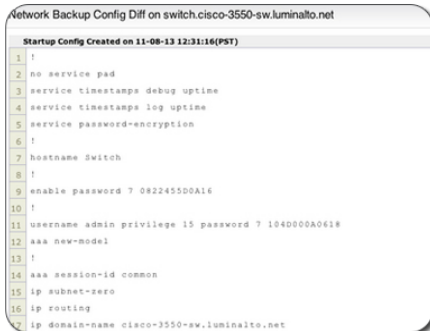 Network Backup Config Diff on switch.cisco-3550-sw.luminalto.net
Startup Config Created on 11-08-13 12:31:16(PST)
1 !
2 no service pad
3 service timestamps debug uptime
4 service timestamps log uptime
5 service password-encryption
6 !
7 hostname Switch
8 !
9 enable password 7 0822455D0A16
10 !
11 username admin privilege 15 password 7 104D000A0618
12 aaa new-model
13 !
14 aaa session-id common
15 ip subnet-zero
16 ip routing
17 ip domain-name cisco-3550-sw.luminalto.net